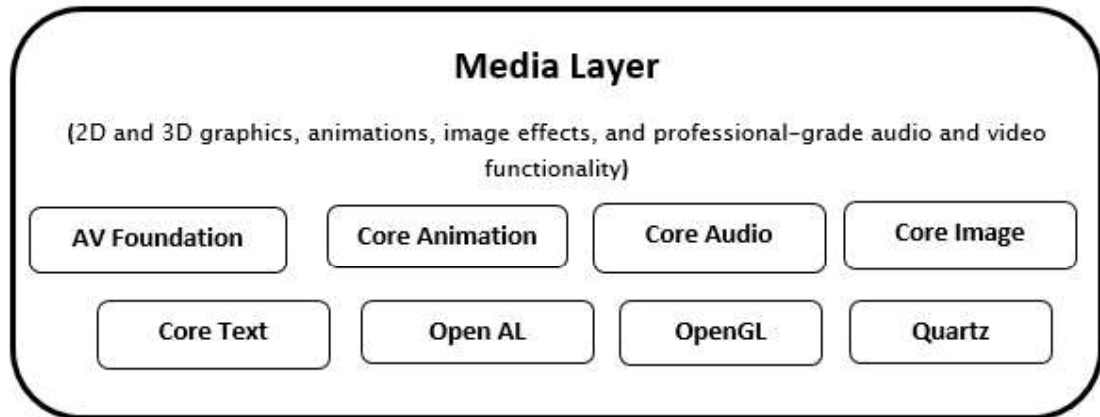 Media Layer
(2D and 3D graphics, animations, image effects, and professional-grade audio and video
functionality)
AV Foundation
Core Animation
Core Audio
Core Image
Core Text
Open AL
OpenGL
Quartz